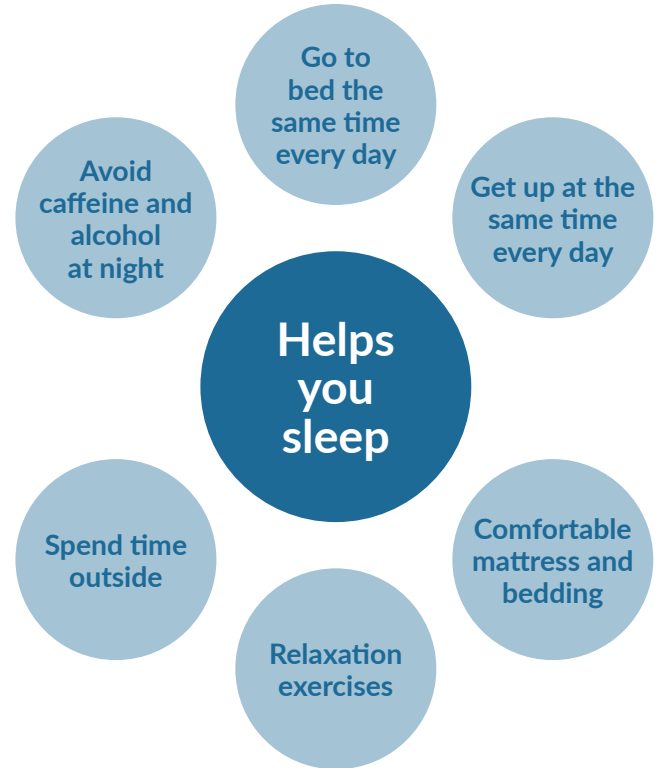 Go to
bed the
same time
every day
Get up at the
same time
every day
Comfortable
mattress and
bedding
Relaxation
exercises
Spend time
outside
Avoid
caffeine and
alcohol
at night
Helps
you
sleep